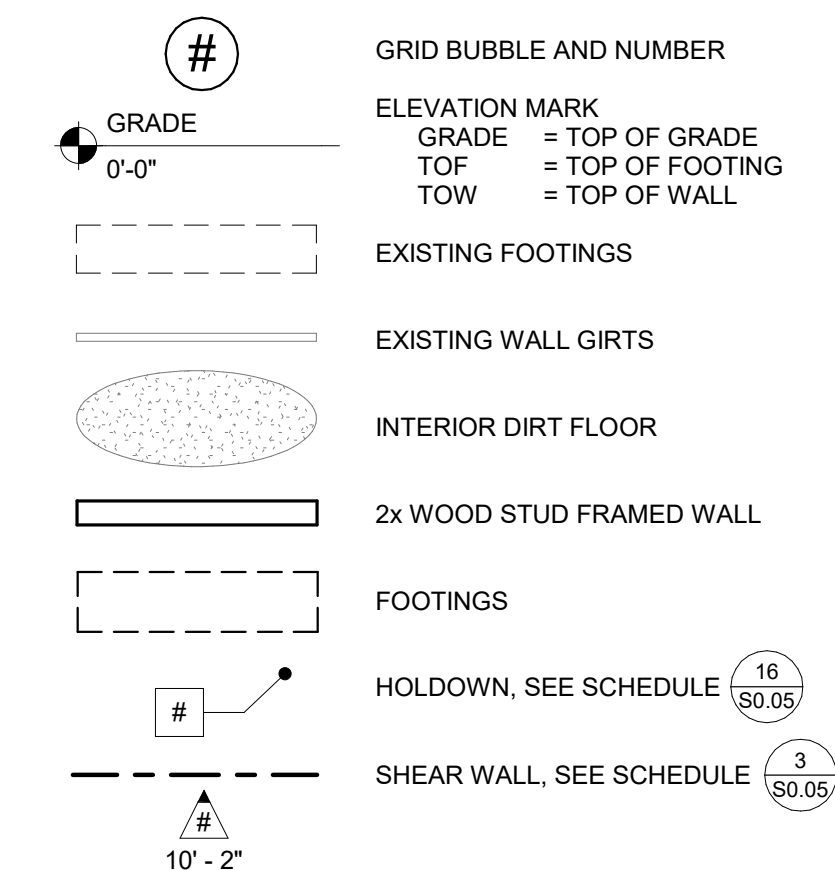 # GRID BUBBLE AND NUMBER
GRADE
0'-0"
ELEVATION MARK
GRADE = TOP OF GRADE
TOF = TOP OF FOOTING
TOW = TOP OF WALL
EXISTING FOOTINGS
EXISTING WALL GIRTS
INTERIOR DIRT FLOOR
2x WOOD STUD FRAMED WALL
FOOTINGS
# HOLDOWN, SEE SCHEDULE
16
S0.05
SHEAR WALL, SEE SCHEDULE
3
S0.05
#
10' - 2"